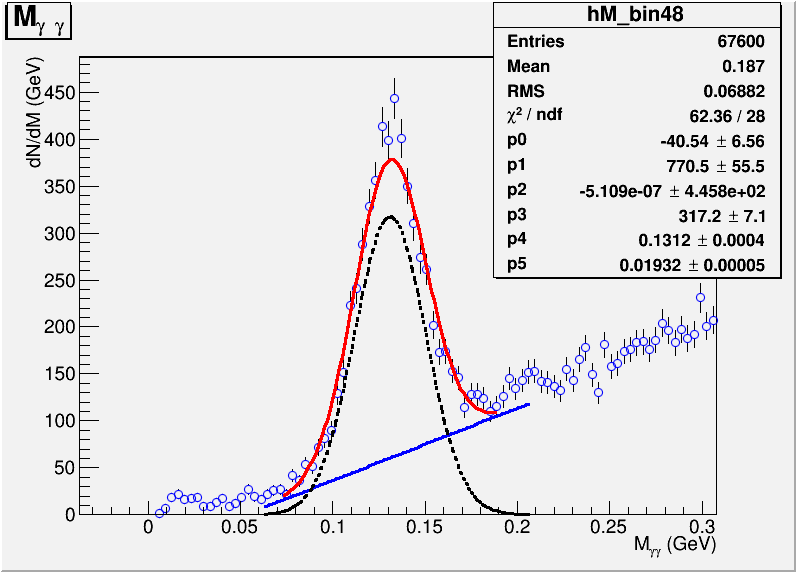 M γ γ
hM_bin48
Entries 67600
Mean 0.187
RMS 0.06882
χ² / ndf 62.36 / 28
p0 -40.54 ± 6.56
p1 770.5 ± 55.5
p2 -5.109e-07 ± 4.458e+02
p3 317.2 ± 7.1
p4 0.1312 ± 0.0004
p5 0.01932 ± 0.00005
dN/dM (GeV)
450
400
350
300
250
200
150
100
50
0
0 0.05 0.1 0.15 0.2 0.25 0.3
Mγγ (GeV)